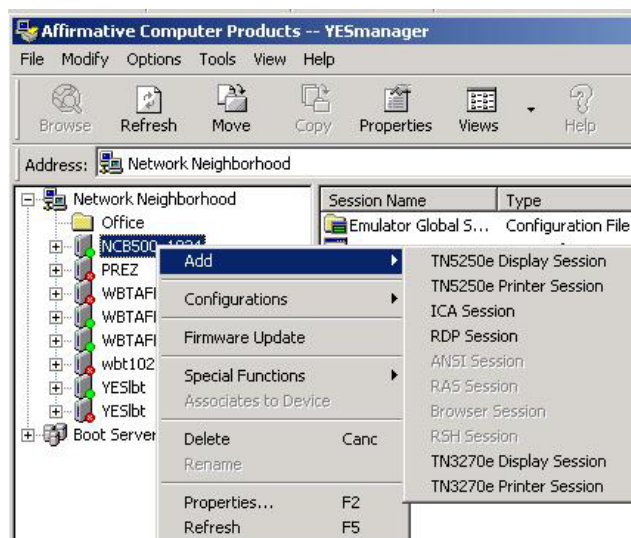 Affirmative Computer Products -- YESmanager
File Modify Options Tools View Help
Browse Refresh Move Copy Properties Views Help
Address: Network Neighborhood
Network Neighborhood
Office
PREZ
WBTAF
WBTAF
WBTAF
wbt102
YESlbt
YESlbt
Boot Server
Session Name Type
Emulator Global S... Configuration File
Add
Configurations
Firmware Update
Special Functions
Associates to Device
Delete Canc
Rename
Properties... F2
Refresh F5
TN5250e Display Session
TN5250e Printer Session
ICA Session
RDP Session
ANSI Session
RAS Session
Browser Session
RSH Session
TN3270e Display Session
TN3270e Printer Session